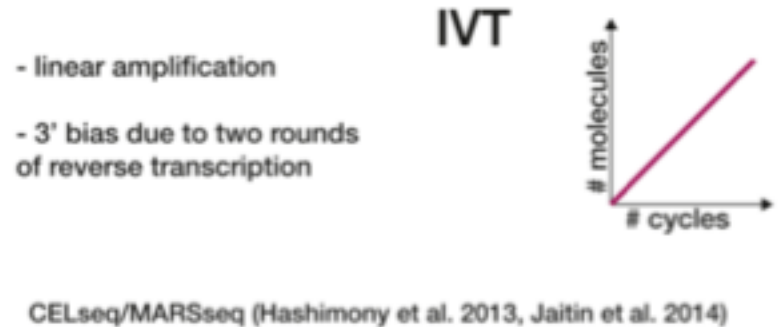 IVT
- linear amplification
- 3' bias due to two rounds
of reverse transcription
# molecules
# cycles
CELseq/MARSseq (Hashimony et al. 2013, Jaitin et al. 2014)